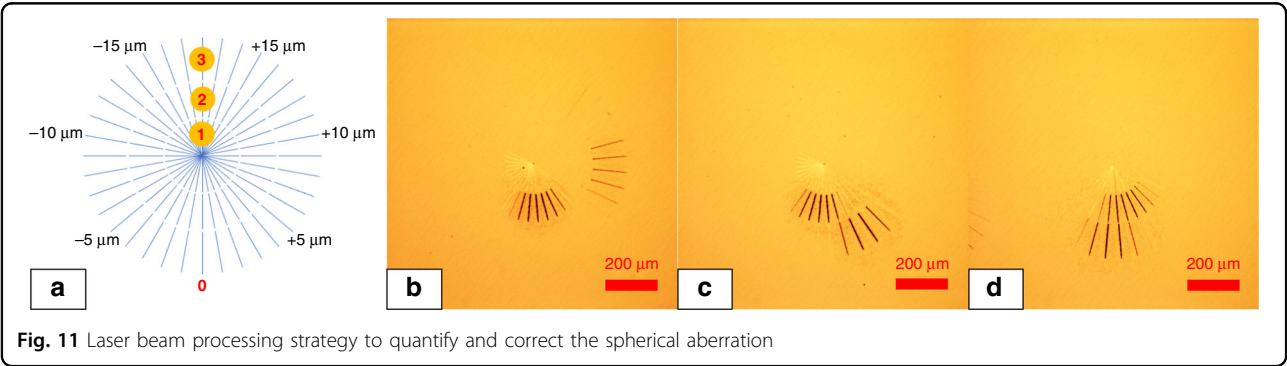 −15 μm
+15 μm
3
2
−10 μm
1
+10 μm
−5 μm
+5 μm
0
a
b
200 μm
c
200 μm
d
200 μm
Fig. 11 Laser beam processing strategy to quantify and correct the spherical aberration